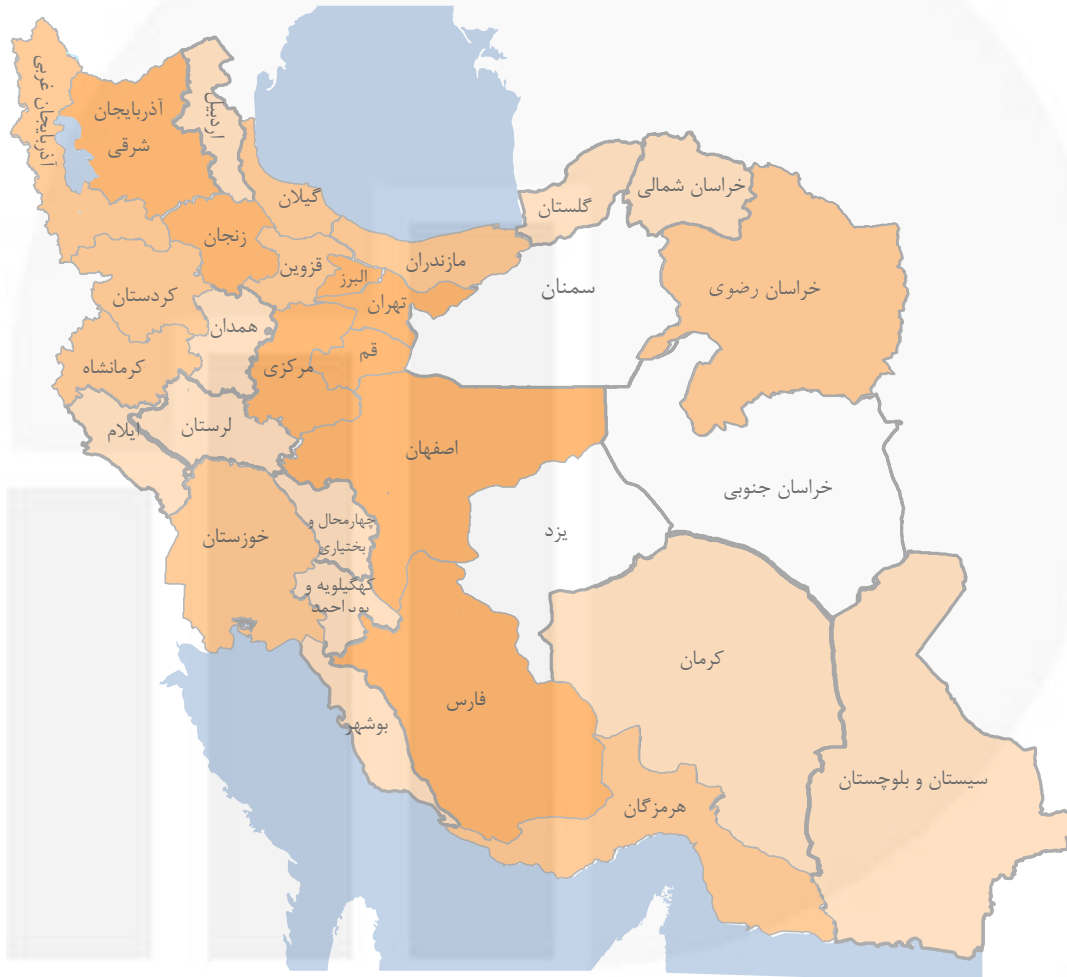 آذربایجان غربی
آذربایجان
شرقی
اردبیل
گیلان
زنجان
قزوین
البرز
تهران
مازندران
گلستان
خراسان شمالی
خراسان رضوی
سمنان
کردستان
همدان
کرمانشاه
مرکزی
قم
ایلام
لرستان
اصفهان
خراسان جنوبی
یزد
خوزستان
چهارمحال و
بختیاری
کهگیلویه و
بویراحمد
فارس
بوشهر
کرمان
هرمزگان
سیستان و بلوچستان